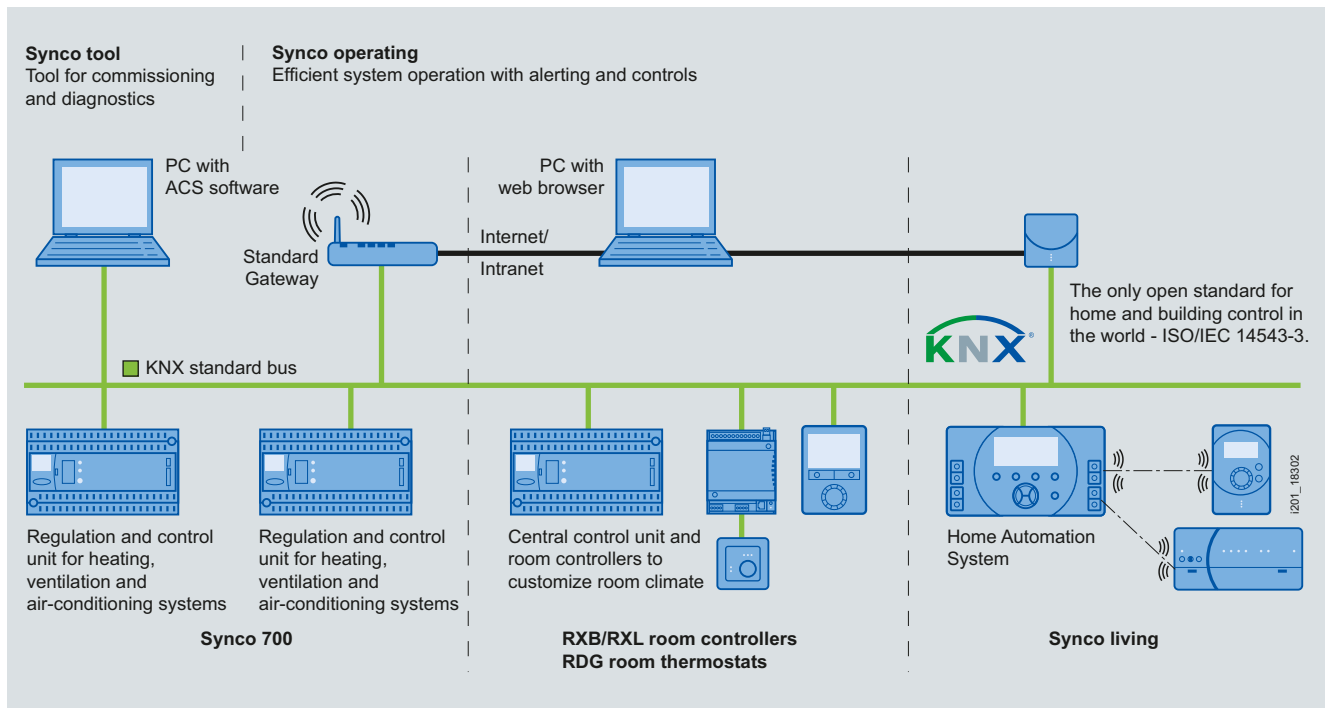 Synco tool
Tool for commissioning
and diagnostics
Synco operating
Efficient system operation with alerting and controls
PC with
ACS software
Standard
Gateway
Internet/
Intranet
PC with
web browser
The only open standard for
home and building control in
the world - ISO/IEC 14543-3.
KNX®
KNX standard bus
Regulation and control
unit for heating,
ventilation and
air-conditioning systems
Regulation and control
unit for heating,
ventilation and
air-conditioning systems
Central control unit and
room controllers to
customize room climate
Home Automation
System
i201_18302
Synco 700
RXB/RXL room controllers
RDG room thermostats
Synco living